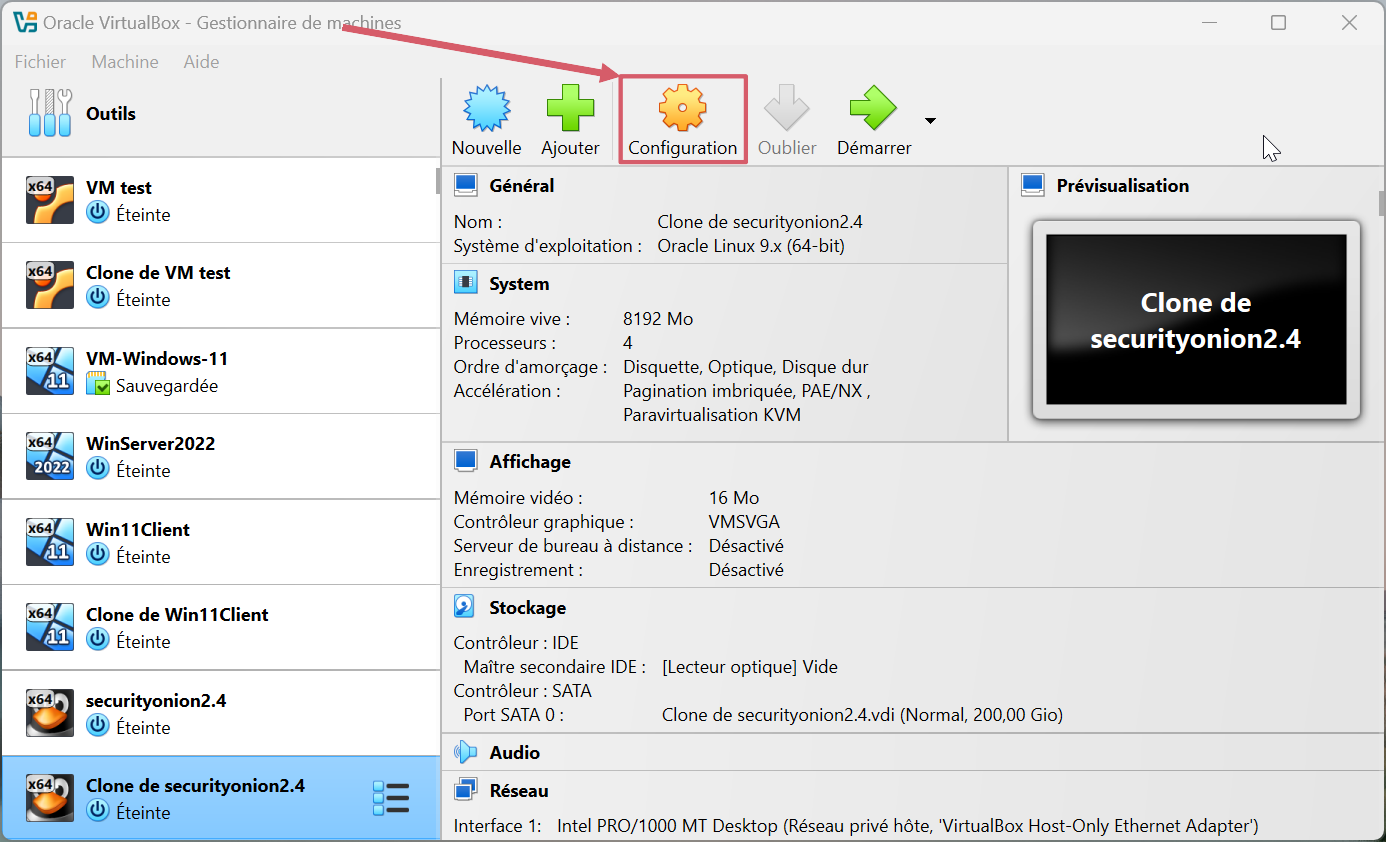 Oracle VirtualBox - Gestionnaire de machines
Fichier Machine Aide
Outils
Nouvelle Ajouter Configuration Oublier Démarrer
x64
VM test
Éteinte
x64
Clone de VM test
Éteinte
x64
11
VM-Windows-11
Sauvegardée
x64
2022
WinServer2022
Éteinte
x64
11
Win11Client
Éteinte
x64
11
Clone de Win11Client
Éteinte
x64
securityonion2.4
Éteinte
x64
Clone de securityonion2.4
Éteinte
Général
Nom : Clone de securityonion2.4
Système d'exploitation : Oracle Linux 9.x (64-bit)
System
Mémoire vive : 8192 Mo
Processeurs : 4
Ordre d'amorçage : Disquette, Optique, Disque dur
Accélération : Pagination imbriquée, PAE/NX ,
Paravirtualisation KVM
Prévisualisation
Clone de
securityonion2.4
Affichage
Mémoire vidéo : 16 Mo
Contrôleur graphique : VMSVGA
Serveur de bureau à distance : Désactivé
Enregistrement : Désactivé
Stockage
Contrôleur : IDE
Maître secondaire IDE : [Lecteur optique] Vide
Contrôleur : SATA
Port SATA 0 : Clone de securityonion2.4.vdi (Normal, 200,00 Gio)
Audio
Réseau
Interface 1: Intel PRO/1000 MT Desktop (Réseau privé hôte, 'VirtualBox Host-Only Ethernet Adapter')